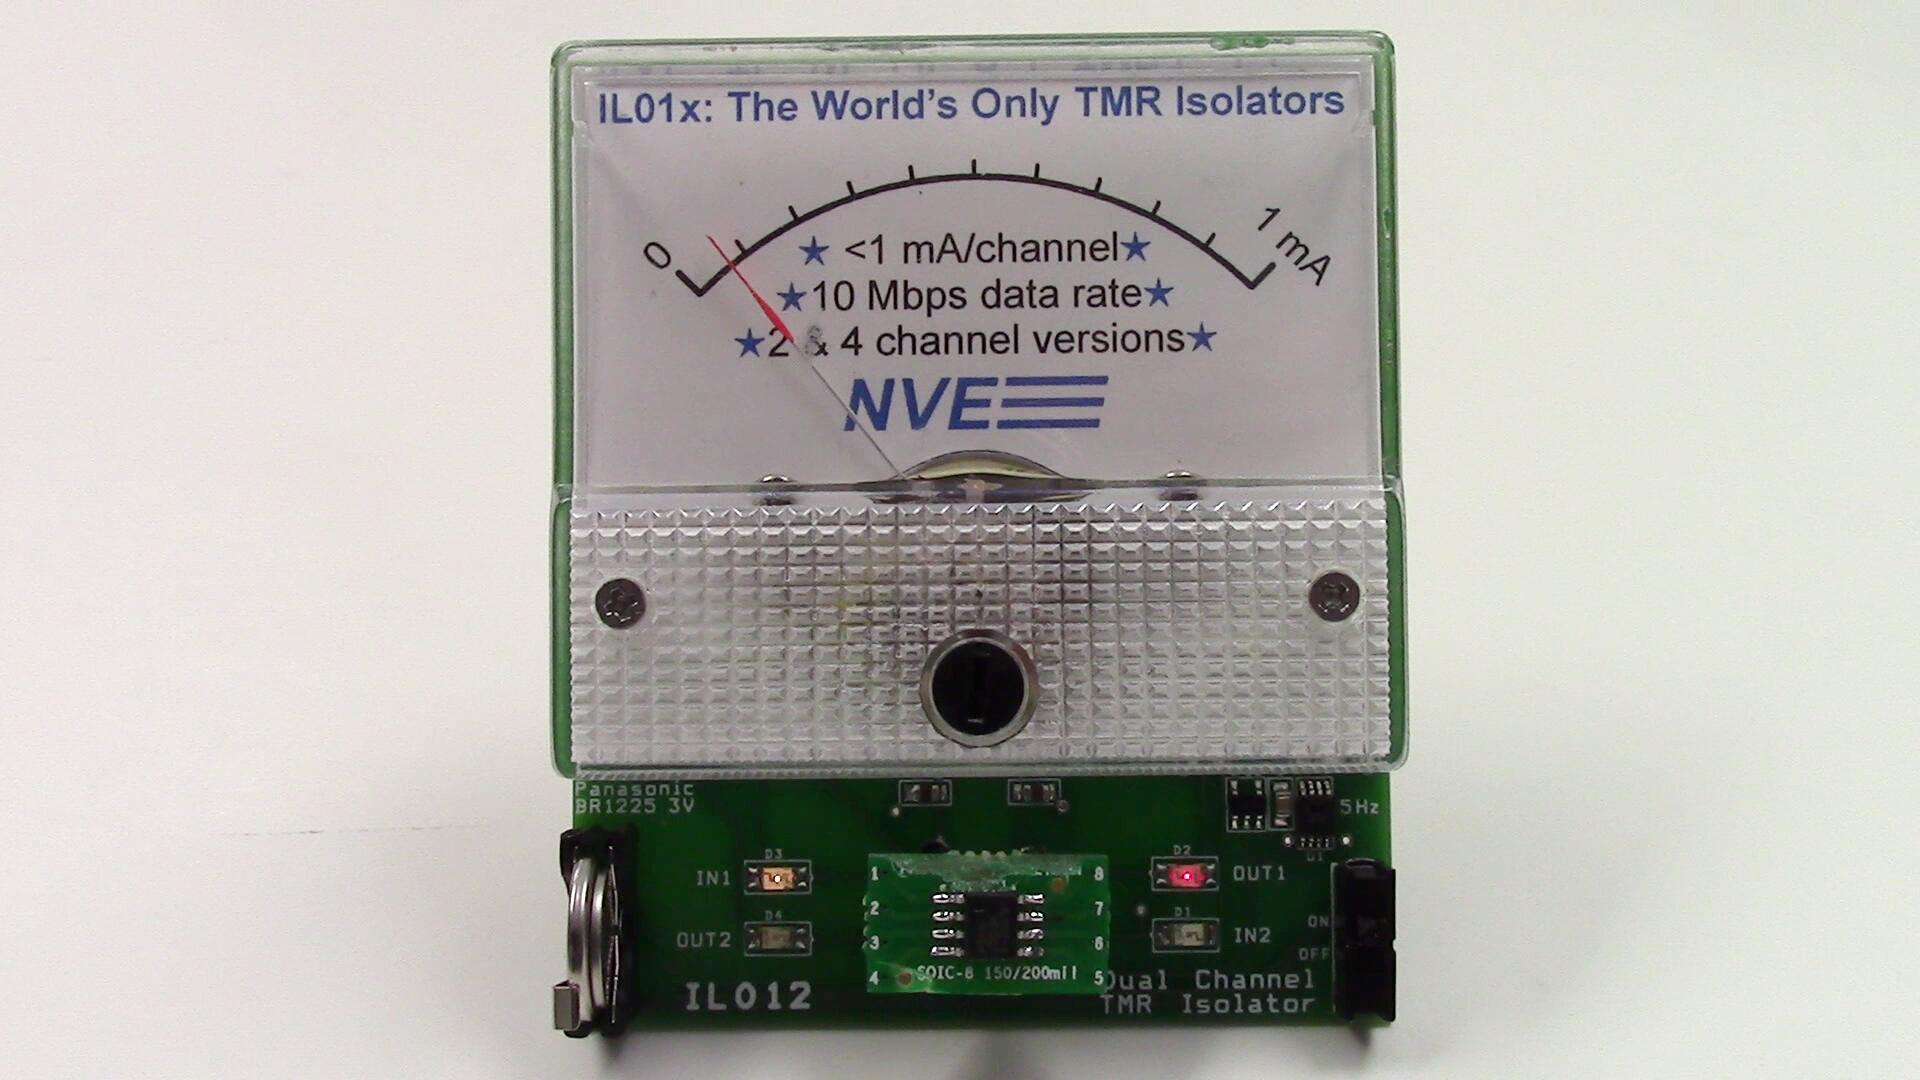 IL01x: The World's Only TMR Isolators
0
1 mA
★ <1 mA/channel★
★10 Mbps data rate★
★2 & 4 channel versions★
NVE
Panasonic
BR1225 3V
5Hz
D3
D2
IN1
OUT1
1
8
2
7
D4
D1
OUT2
IN2
3
6
ON
OFF
4
SOIC-8 150/200mil
5
IL012
Dual Channel
TMR Isolator